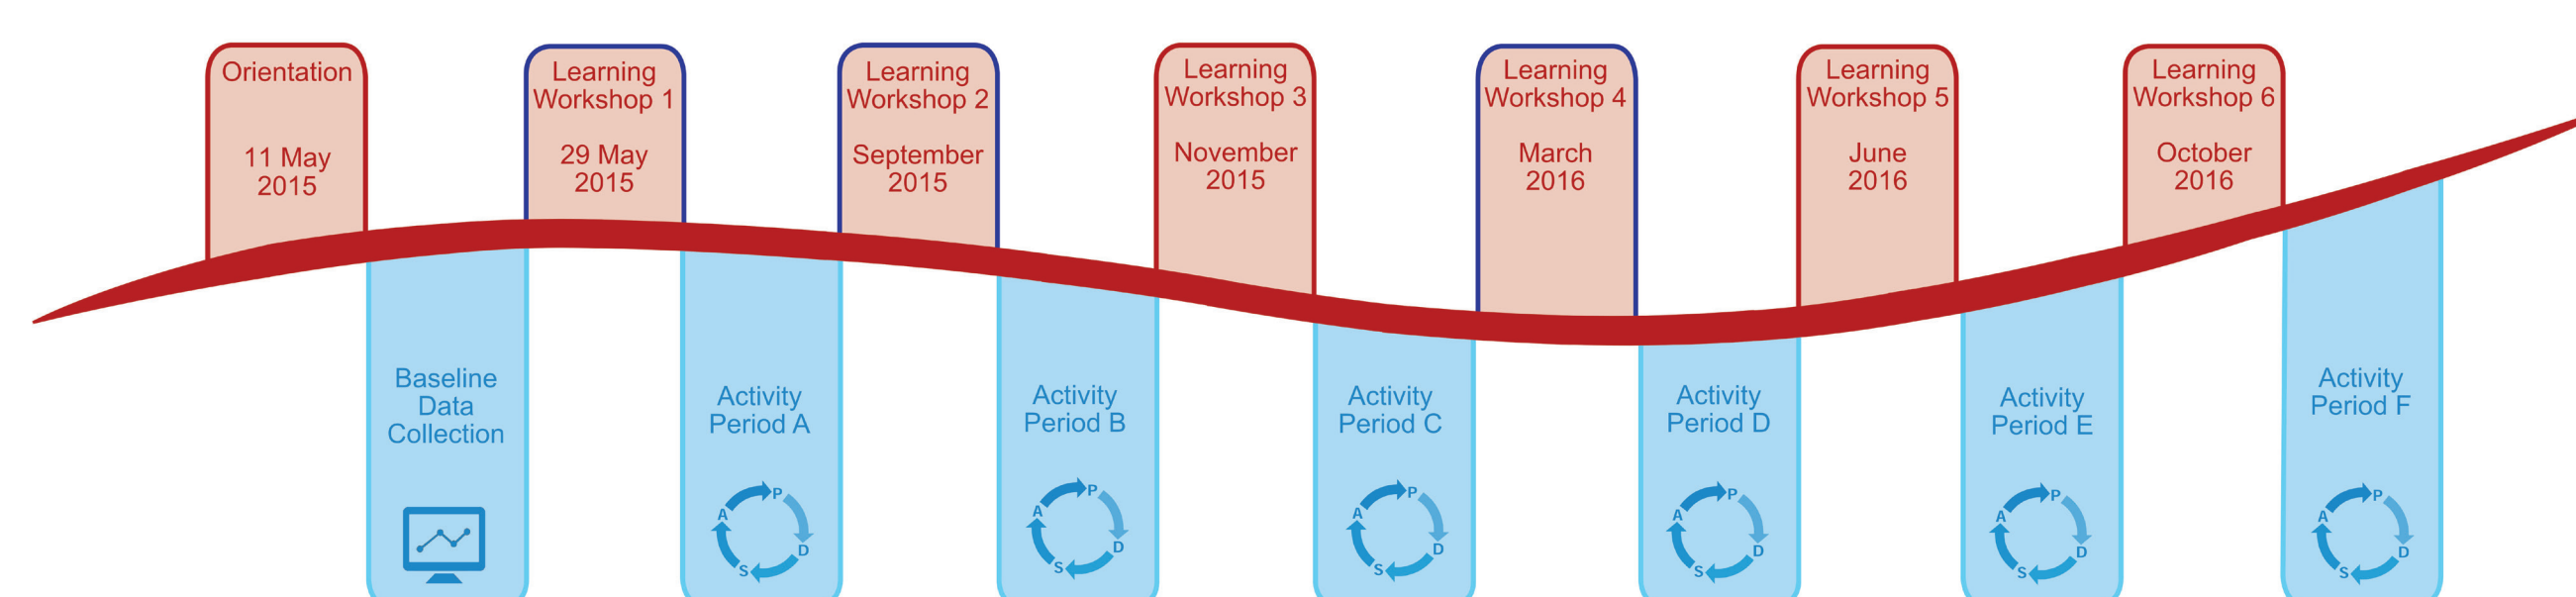 Orientation
11 May
2015
Learning
Workshop 1
29 May
2015
Learning
Workshop 2
September
2015
Learning
Workshop 3
November
2015
Learning
Workshop 4
March
2016
Learning
Workshop 5
June
2016
Learning
Workshop 6
October
2016
Baseline
Data
Collection
Activity
Period A
P
D
S
A
Activity
Period B
P
D
S
A
Activity
Period C
P
D
S
A
Activity
Period D
P
D
S
A
Activity
Period E
P
D
S
A
Activity
Period F
P
D
S
A